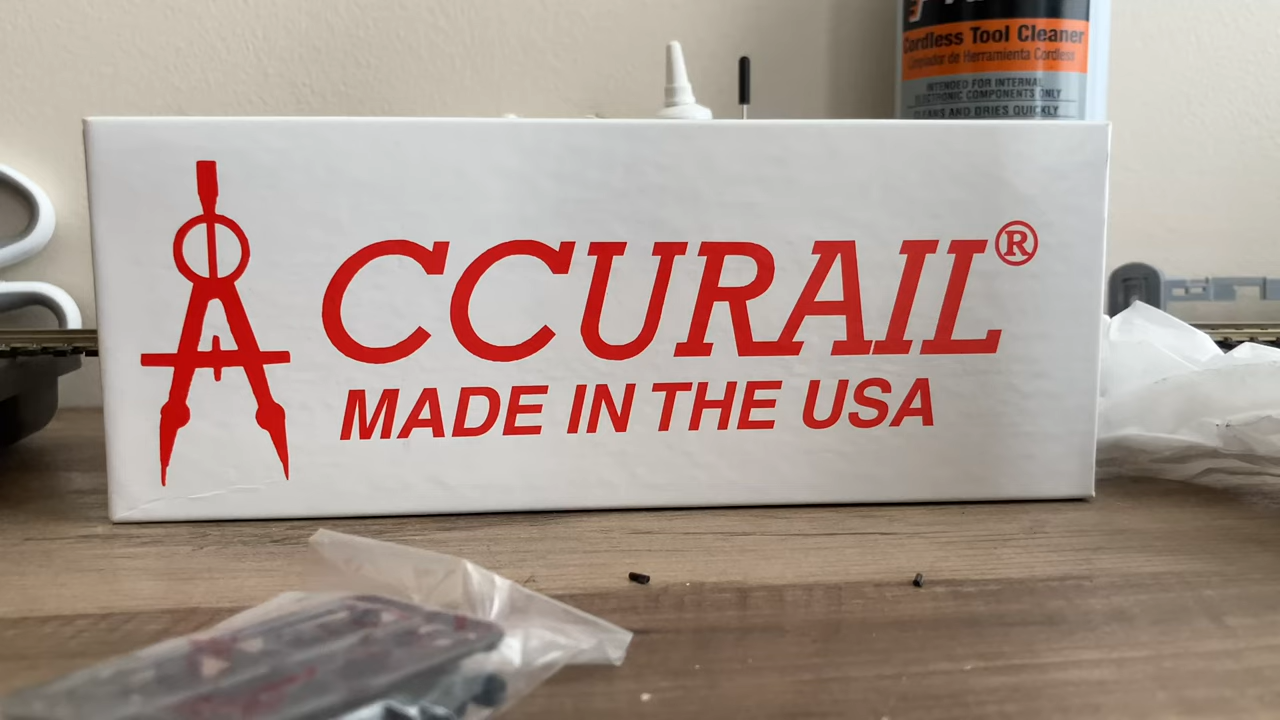 Cordless Tool Cleaner
Limpiador de Herramienta Cordless
INTENDED FOR INTERNAL
ELECTRONIC COMPONENTS ONLY
CLEANS AND DRIES QUICKLY
ACCURAIL®
MADE IN THE USA